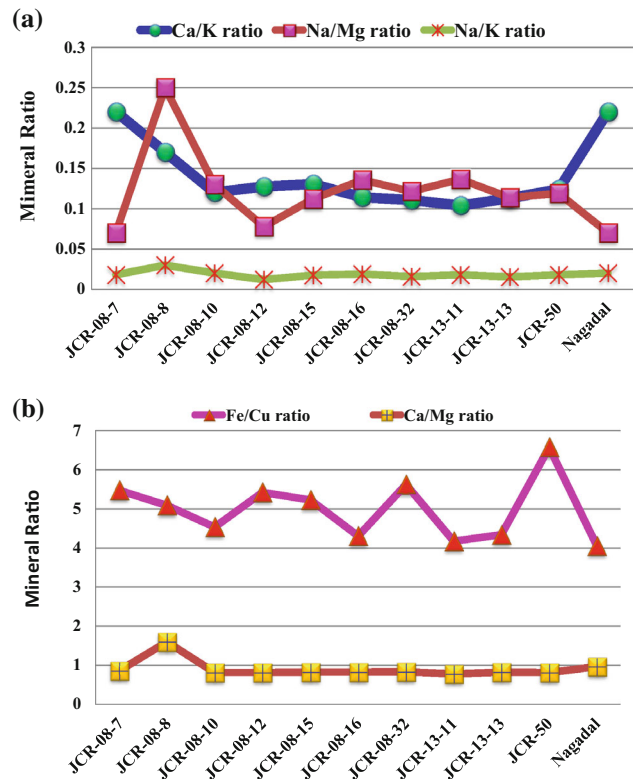 (a)
Ca/K ratio Na/Mg ratio Na/K ratio
Mimeral Ratio
0.3
0.25
0.2
0.15
0.1
0.05
0
JCR-08-7 JCR-08-8 JCR-08-10 JCR-08-12 JCR-08-15 JCR-08-16 JCR-08-32 JCR-13-11 JCR-13-13 JCR-50 Nagadal
(b)
Fe/Cu ratio Ca/Mg ratio
Mineral Ratio
7
6
5
4
3
2
1
0
JCR-08-7 JCR-08-8 JCR-08-10 JCR-08-12 JCR-08-15 JCR-08-16 JCR-08-32 JCR-13-11 JCR-13-13 JCR-50 Nagadal